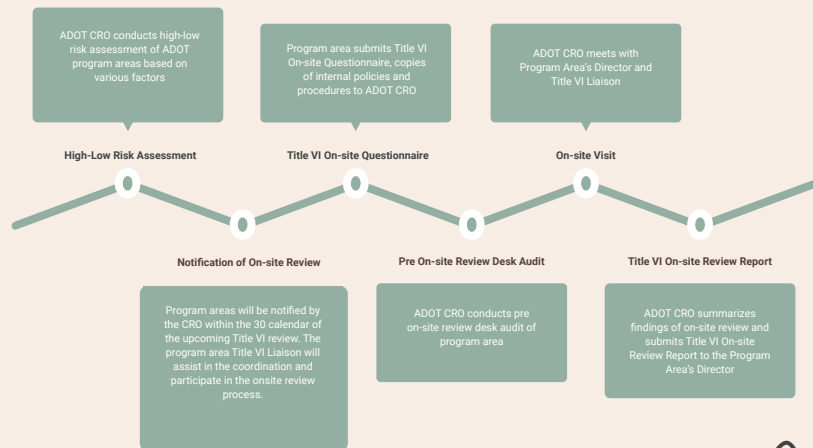 ADOT CRO conducts high-low
risk assessment of ADOT
program areas based on
various factors
High-Low Risk Assessment
Notification of On-site Review
Program areas will be notified by
the CRO within the 30 calendar of
the upcoming Title VI review. The
program area Title VI Liaison will
assist in the coordination and
participate in the onsite review
process.
Program area submits Title VI
On-site Questionnaire, copies
of internal policies and
procedures to ADOT CRO
Title VI On-site Questionnaire
Pre On-site Review Desk Audit
ADOT CRO conducts pre
on-site review desk audit of
program area
ADOT CRO meets with
Program Area's Director and
Title VI Liaison
On-site Visit
Title VI On-site Review Report
ADOT CRO summarizes
findings of on-site review and
submits Title VI On-site
Review Report to the Program
Area's Director